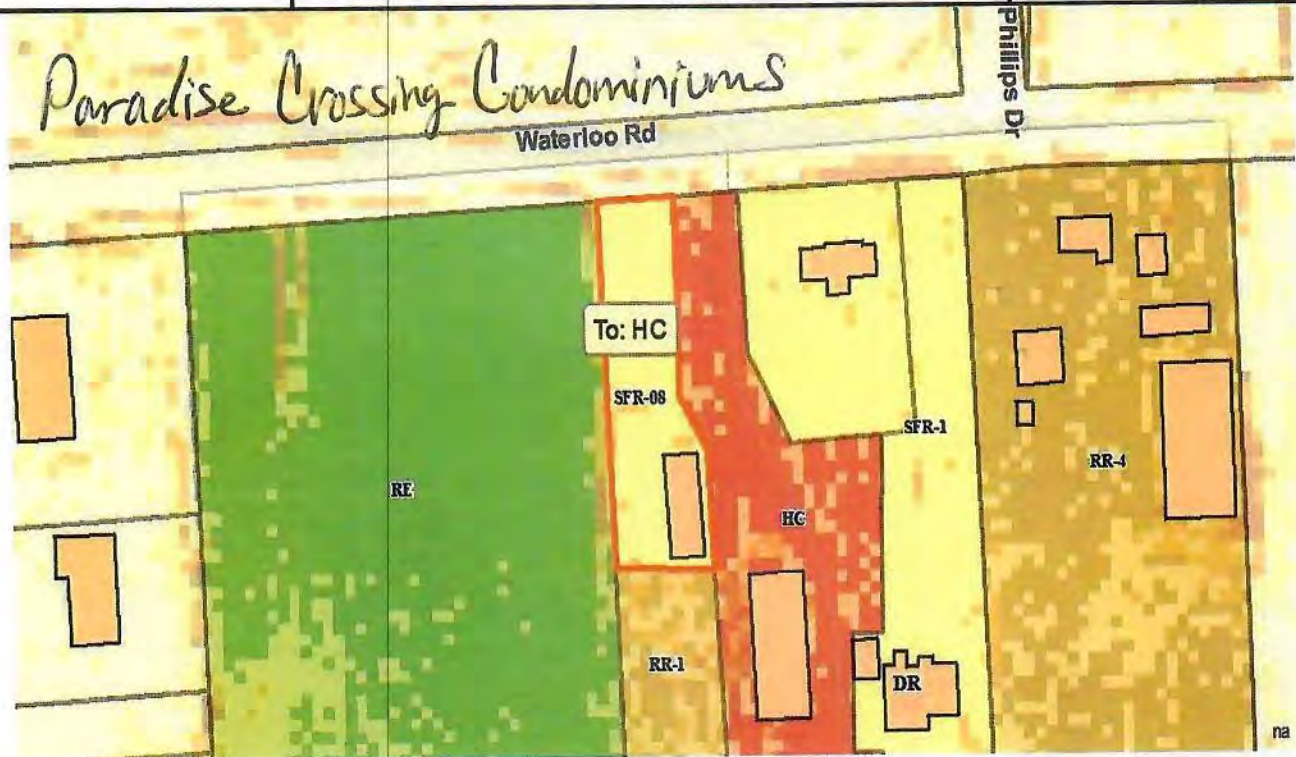 Phillips Dr
Paradise Crossing Condominiums
Waterloo Rd
To: HC
SFR-08
SFR-1
RR-4
RE
HC
RR-1
DR
na